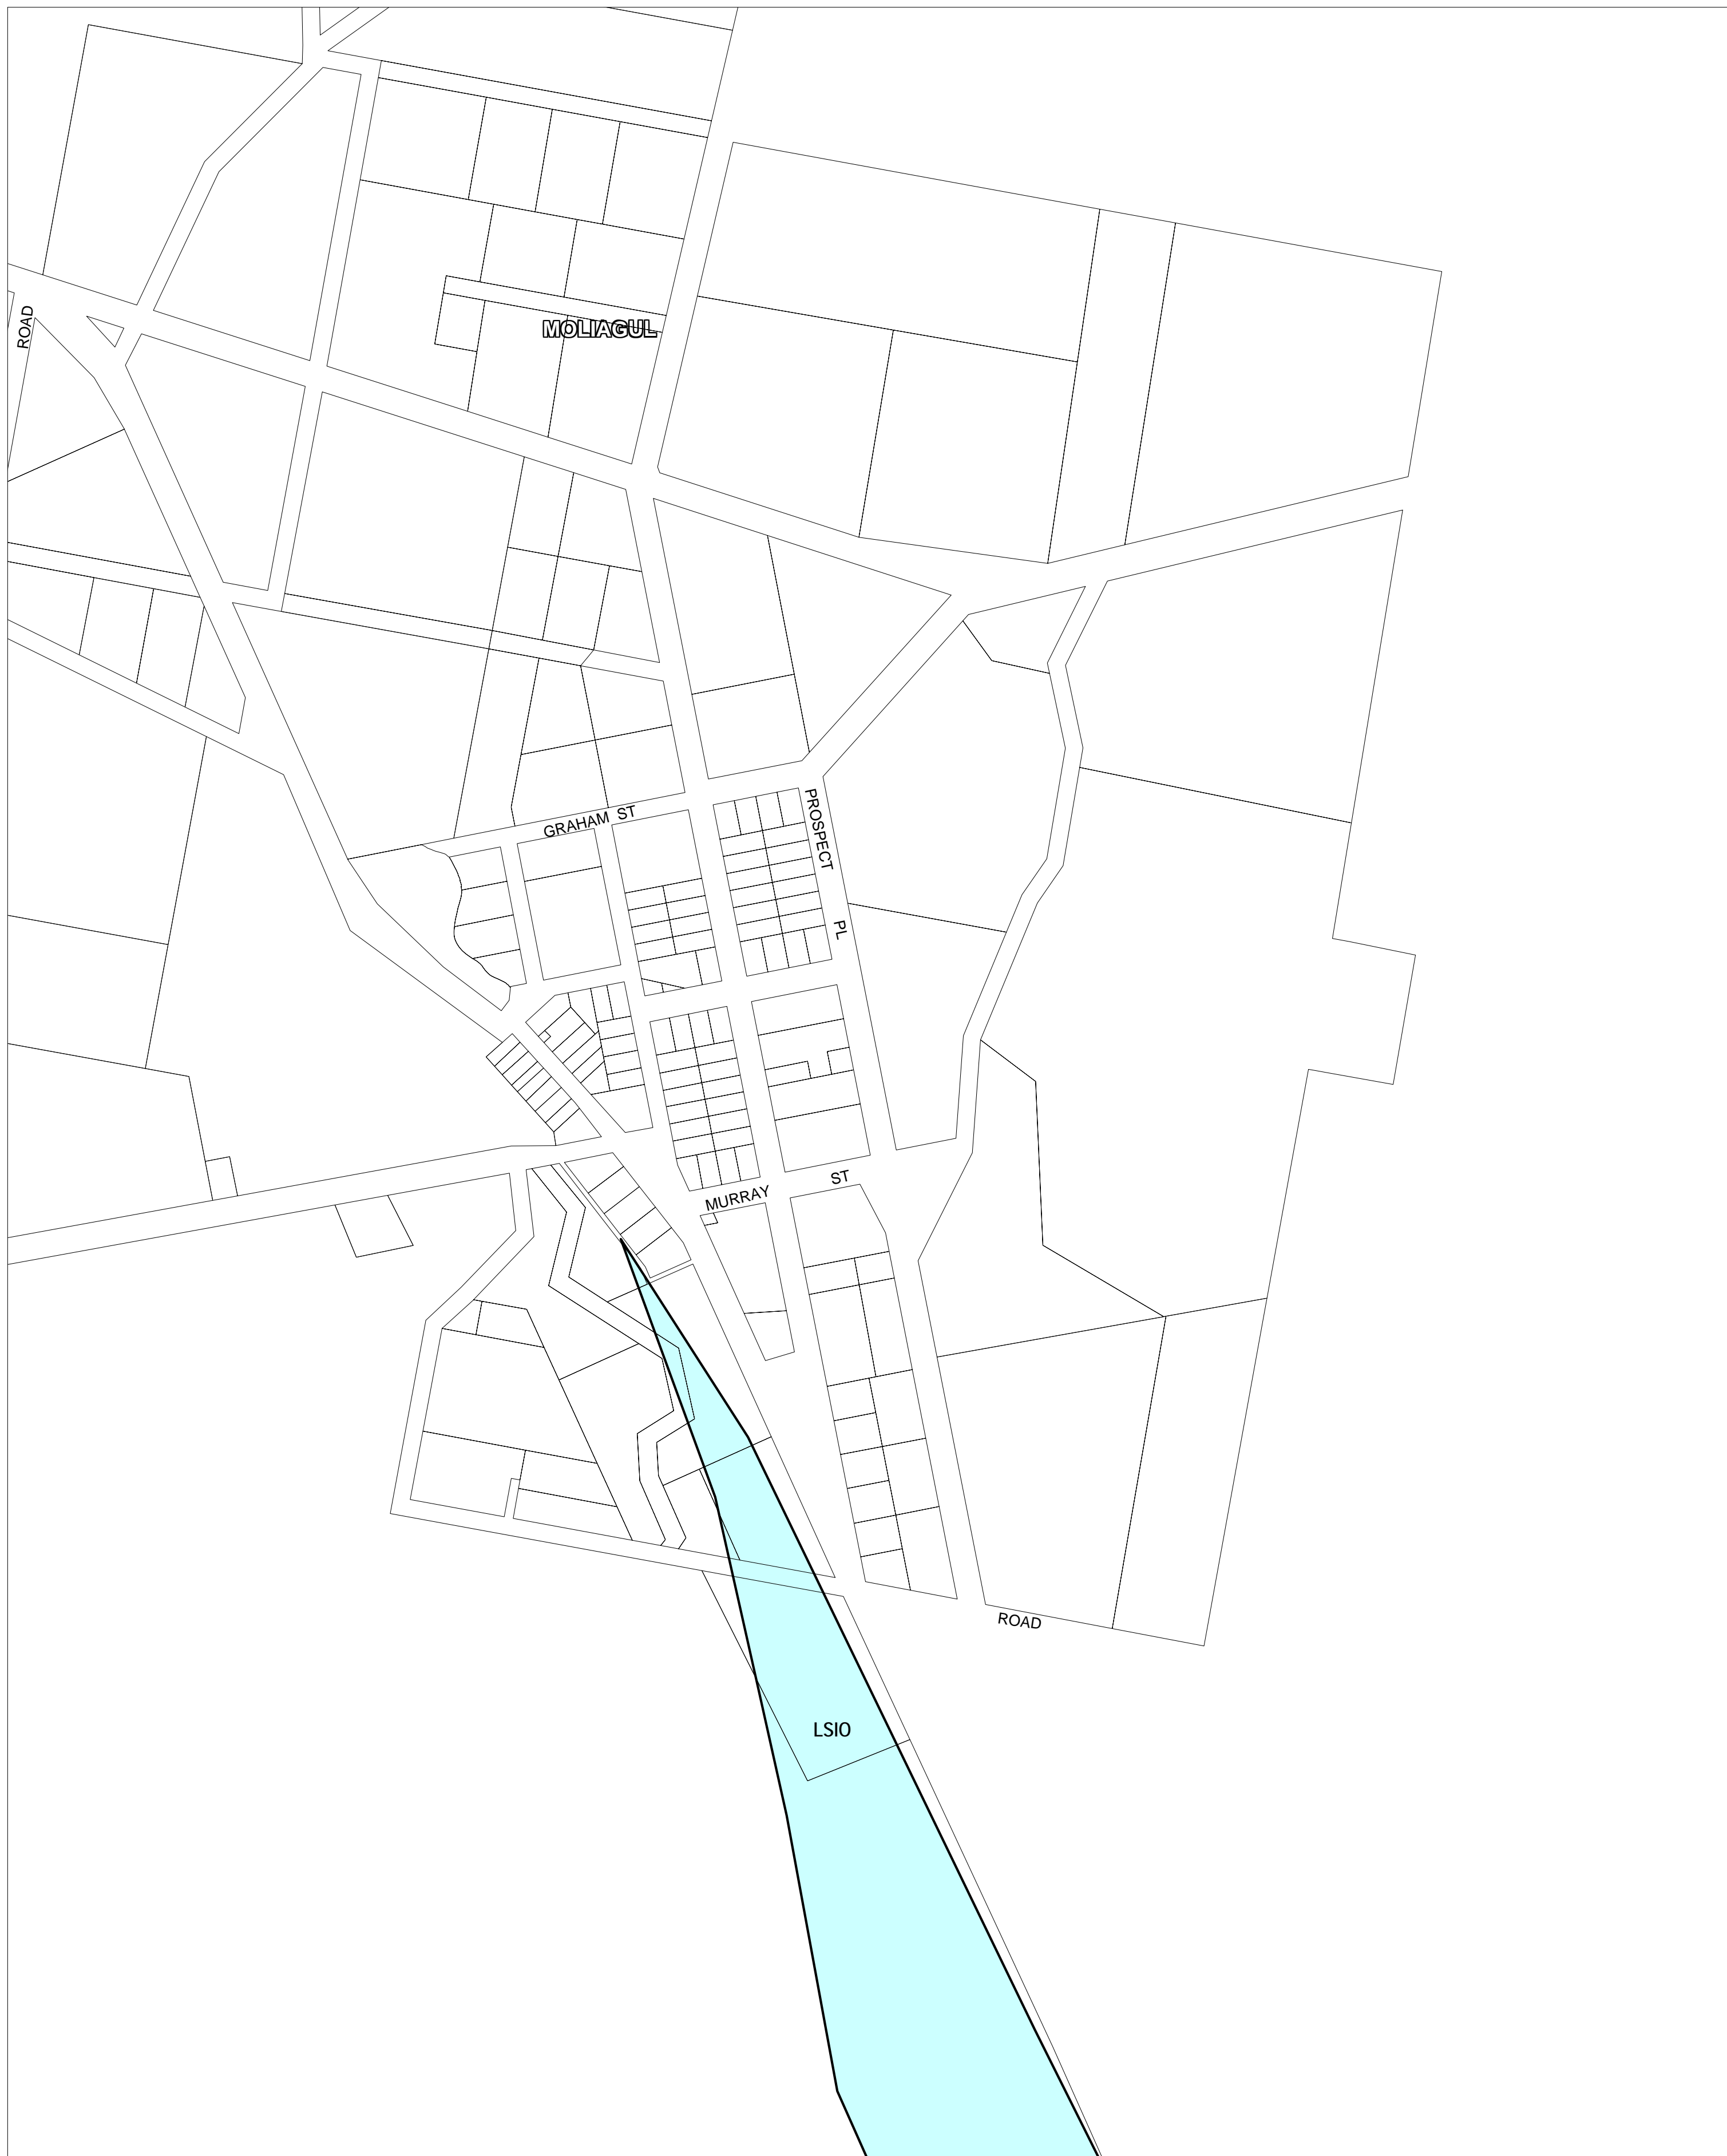 ROAD
MOLIAGUL
GRAHAM ST
PROSPECT PL
MURRAY ST
ROAD
LSIO